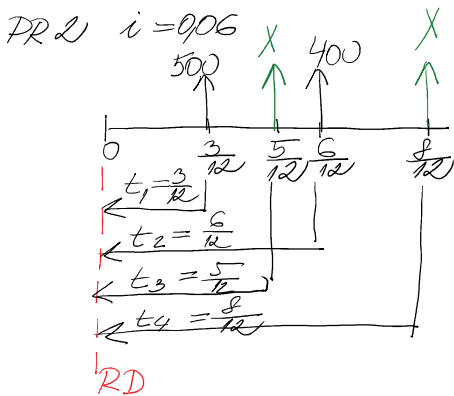 PR 2 i = 0,06
X X
500 400
0 3/12 5/12 6/12 8/12
t1 = 3/12
t2 = 6/12
t3 = 5/12
t4 = 8/12
RD